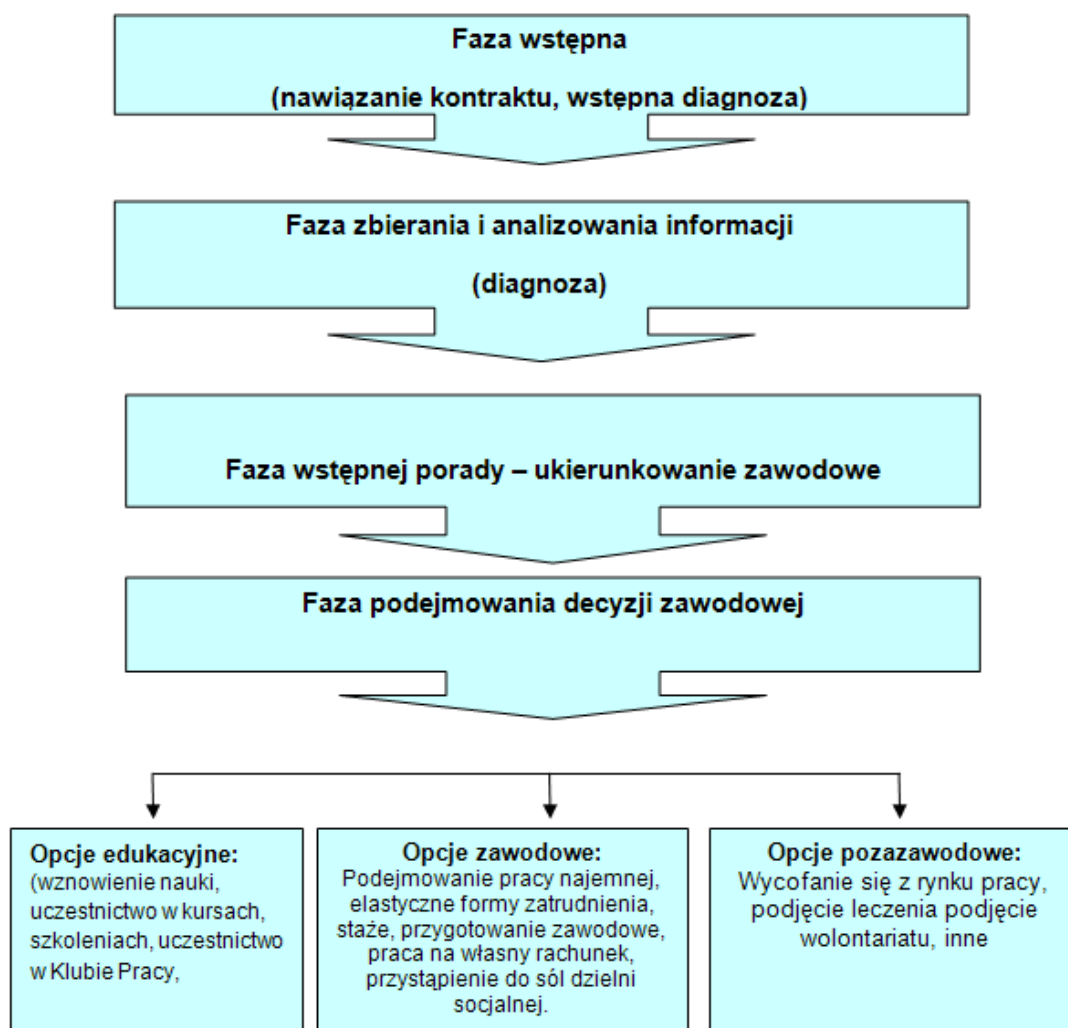 Faza wstępna
(nawiązanie kontraktu, wstępna diagnoza)
Faza zbierania i analizowania informacji
(diagnoza)
Faza wstępnej porady – ukierunkowanie zawodowe
Faza podejmowania decyzji zawodowej
Opcje edukacyjne:
(wznowienie nauki,
uczestnictwo w kursach,
szkoleniach, uczestnictwo
w Klubie Pracy,
Opcje zawodowe:
Podejmowanie pracy najemnej,
elastyczne formy zatrudnienia,
staże, przygotowanie zawodowe,
praca na własny rachunek,
przystąpienie do sól dzielni
socjalnej.
Opcje pozazawodowe:
Wycofanie się z rynku pracy,
podjęcie leczenia podjęcie
wolontariatu, inne